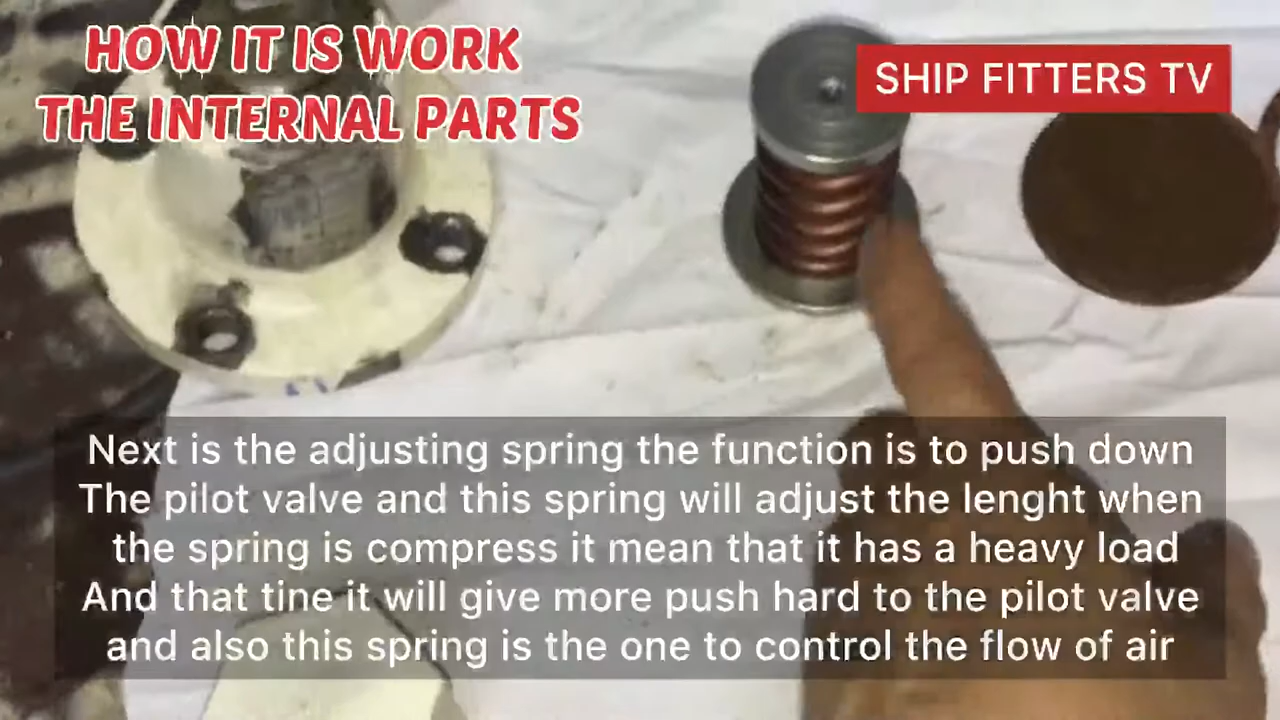 HOW IT IS WORK
THE INTERNAL PARTS
SHIP FITTERS TV
Next is the adjusting spring the function is to push down
The pilot valve and this spring will adjust the lenght when
the spring is compress it mean that it has a heavy load
And that tine it will give more push hard to the pilot valve
and also this spring is the one to control the flow of air